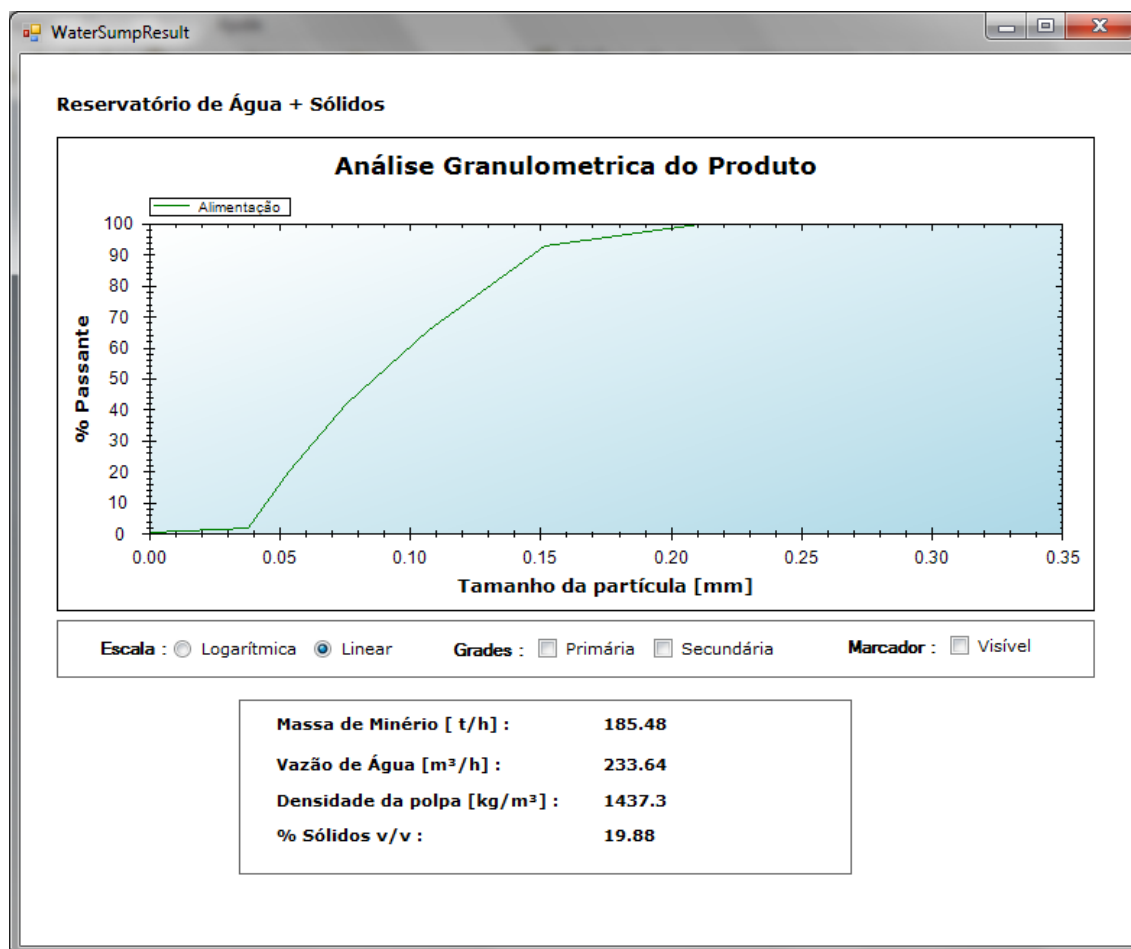 WaterSumpResult
Reservatório de Água + Sólidos
Análise Granulometrica do Produto
Alimentação
100
90
80
70
60
50
40
30
20
10
0
% Passante
0.00 0.05 0.10 0.15 0.20 0.25 0.30 0.35
Tamanho da partícula [mm]
Escala : Logarítmica Linear Grades : Primária Secundária Marcador : Visível
Massa de Minério [ t/h] : 185.48
Vazão de Água [m³/h] : 233.64
Densidade da polpa [kg/m³] : 1437.3
% Sólidos v/v : 19.88